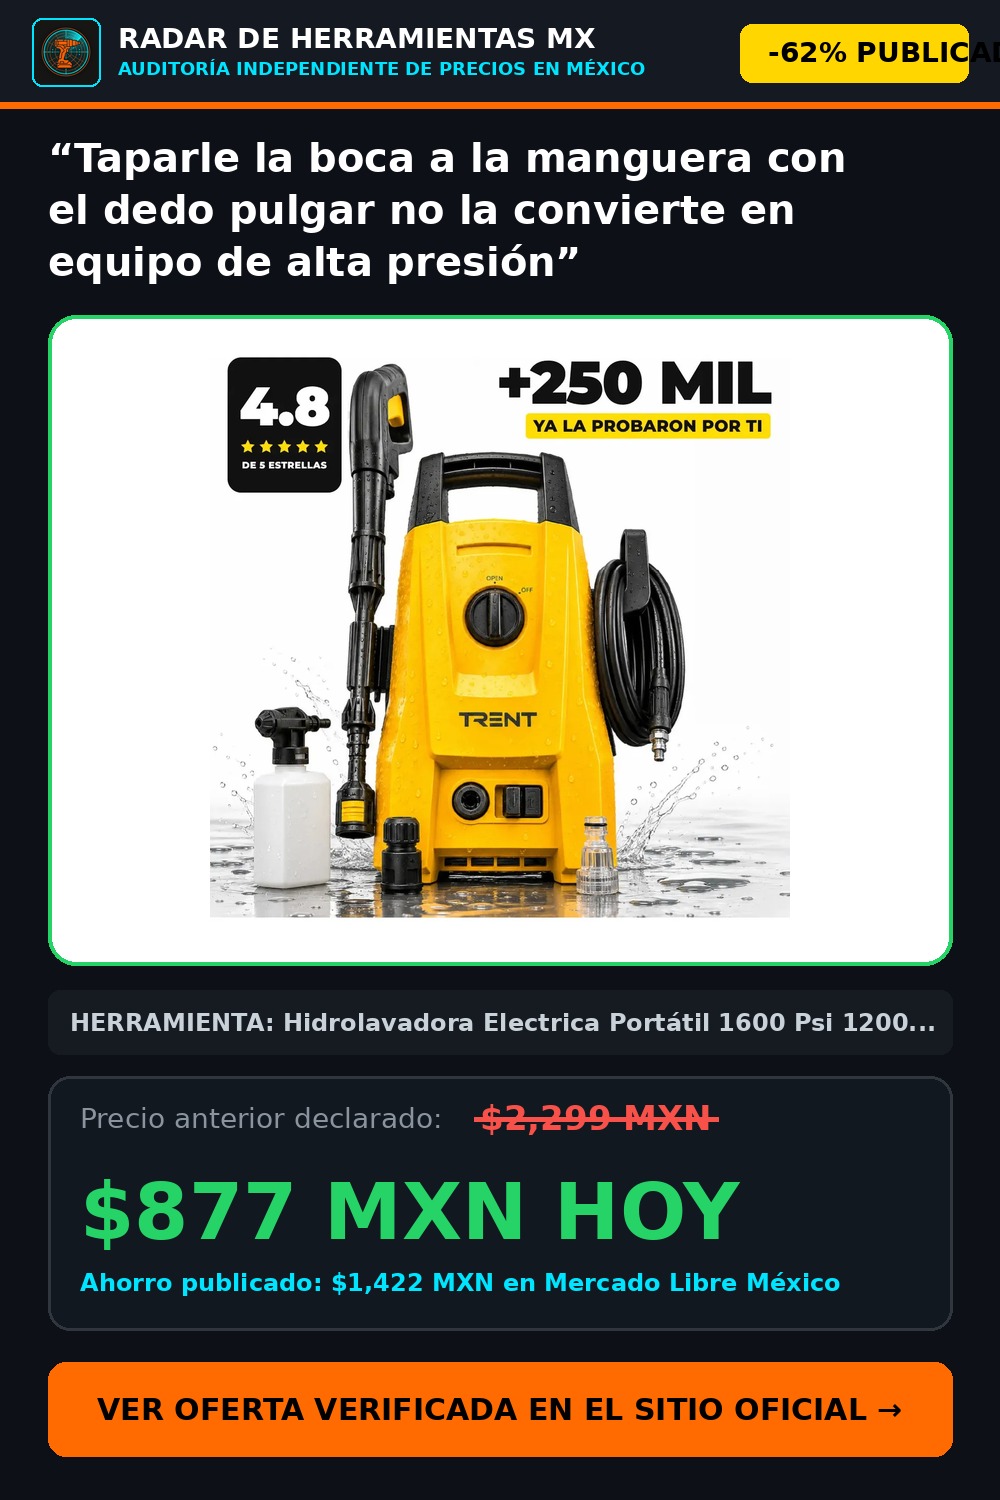 RADAR DE HERRAMIENTAS MX
AUDITORÍA INDEPENDIENTE DE PRECIOS EN MÉXICO
-62% PUBLICA
“Taparle la boca a la manguera con
el dedo pulgar no la convierte en
equipo de alta presión”
4.8
DE 5 ESTRELLAS
+250 MIL
YA LA PROBARON POR TI
OPEN
OFF
TRENT
HERRAMIENTA: Hidrolavadora Electrica Portátil 1600 Psi 1200...
Precio anterior declarado: $2,299 MXN
$877 MXN HOY
Ahorro publicado: $1,422 MXN en Mercado Libre México
VER OFERTA VERIFICADA EN EL SITIO OFICIAL →